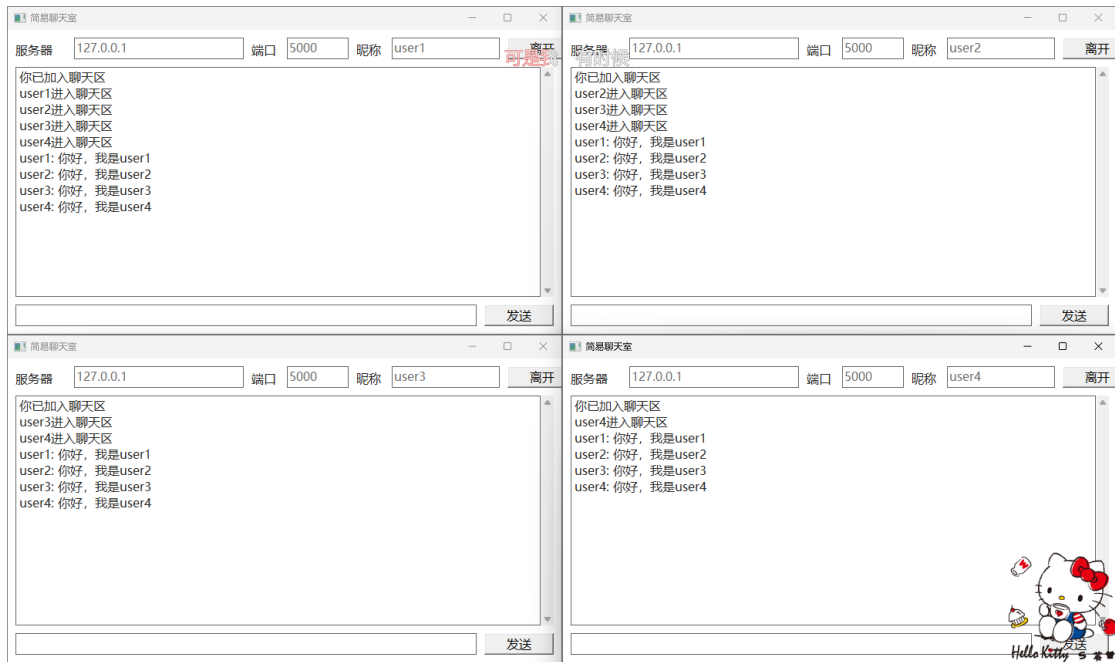 简易聊天室
服务器 127.0.0.1 端口 5000 昵称 user1 离开
你已加入聊天区
user1进入聊天区
user2进入聊天区
user3进入聊天区
user4进入聊天区
user1: 你好，我是user1
user2: 你好，我是user2
user3: 你好，我是user3
user4: 你好，我是user4
发送
简易聊天室
服务器 127.0.0.1 端口 5000 昵称 user2 离开
可是我 有时候
你已加入聊天区
user2进入聊天区
user3进入聊天区
user4进入聊天区
user1: 你好，我是user1
user2: 你好，我是user2
user3: 你好，我是user3
user4: 你好，我是user4
发送
简易聊天室
服务器 127.0.0.1 端口 5000 昵称 user3 离开
你已加入聊天区
user3进入聊天区
user4进入聊天区
user1: 你好，我是user1
user2: 你好，我是user2
user3: 你好，我是user3
user4: 你好，我是user4
发送
简易聊天室
服务器 127.0.0.1 端口 5000 昵称 user4 离开
你已加入聊天区
user4进入聊天区
user1: 你好，我是user1
user2: 你好，我是user2
user3: 你好，我是user3
user4: 你好，我是user4
发送
Hello Kitty